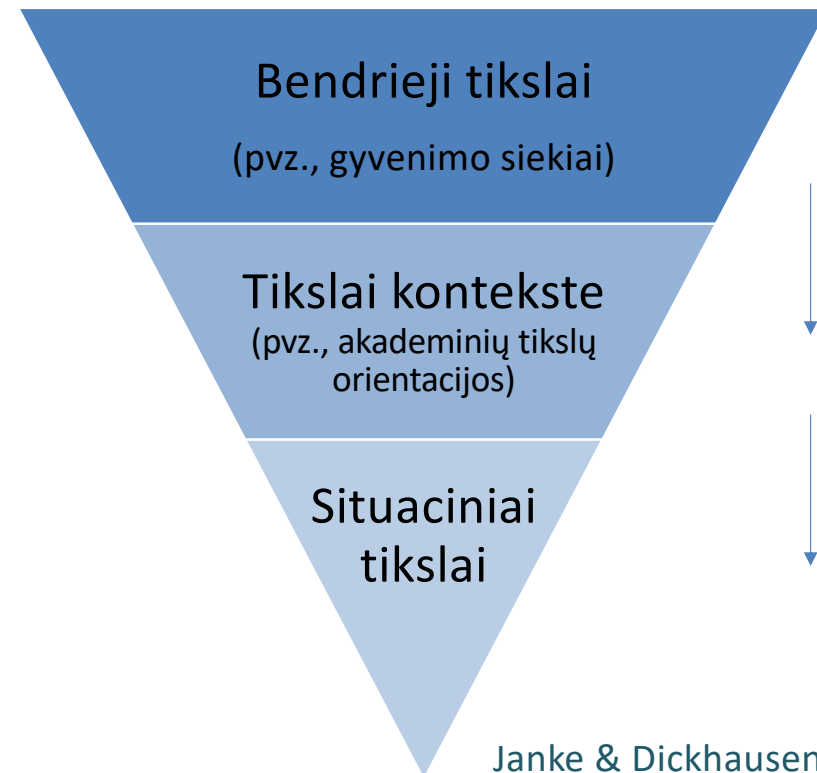 Bendrieji tikslai
(pvz., gyvenimo siekiai)
Tikslai kontekste
(pvz., akademinių tikslų
orientacijos)
Situaciniai
tikslai
Janke & Dickhausen